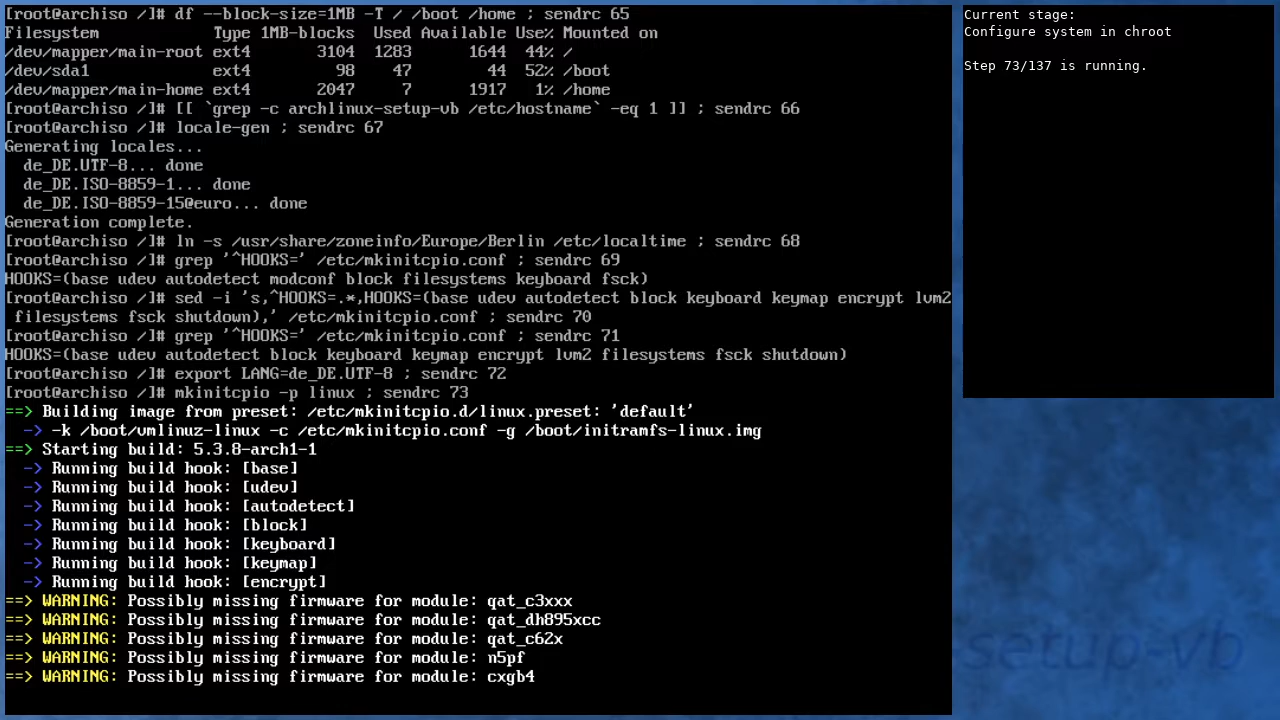 [root@archiso /]# df --block-size=1MB -T / /boot /home ; sendrc 65
Filesystem            Type 1MB-blocks  Used Available Use% Mounted on
/dev/mapper/main-root ext4       3104  1283      1644  44% /
/dev/sda1             ext4         98    47        44  52% /boot
/dev/mapper/main-home ext4       2047     7      1917   1% /home
[root@archiso /]# [[ `grep -c archlinux-setup-vb /etc/hostname` -eq 1 ]] ; sendrc 66
[root@archiso /]# locale-gen ; sendrc 67
Generating locales...
  de_DE.UTF-8... done
  de_DE.ISO-8859-1... done
  de_DE.ISO-8859-15@euro... done
Generation complete.
[root@archiso /]# ln -s /usr/share/zoneinfo/Europe/Berlin /etc/localtime ; sendrc 68
[root@archiso /]# grep '^HOOKS=' /etc/mkinitcpio.conf ; sendrc 69
HOOKS=(base udev autodetect modconf block filesystems keyboard fsck)
[root@archiso /]# sed -i 's,^HOOKS=.*,HOOKS=(base udev autodetect block keyboard keymap encrypt lvm2
 filesystems fsck shutdown),' /etc/mkinitcpio.conf ; sendrc 70
[root@archiso /]# grep '^HOOKS=' /etc/mkinitcpio.conf ; sendrc 71
HOOKS=(base udev autodetect block keyboard keymap encrypt lvm2 filesystems fsck shutdown)
[root@archiso /]# export LANG=de_DE.UTF-8 ; sendrc 72
[root@archiso /]# mkinitcpio -p linux ; sendrc 73
==> Building image from preset: /etc/mkinitcpio.d/linux.preset: 'default'
  -> -k /boot/vmlinuz-linux -c /etc/mkinitcpio.conf -g /boot/initramfs-linux.img
==> Starting build: 5.3.8-arch1-1
  -> Running build hook: [base]
  -> Running build hook: [udev]
  -> Running build hook: [autodetect]
  -> Running build hook: [block]
  -> Running build hook: [keyboard]
  -> Running build hook: [keymap]
  -> Running build hook: [encrypt]
==> WARNING: Possibly missing firmware for module: qat_c3xxx
==> WARNING: Possibly missing firmware for module: qat_dh895xcc
==> WARNING: Possibly missing firmware for module: qat_c62x
==> WARNING: Possibly missing firmware for module: n5pf
==> WARNING: Possibly missing firmware for module: cxgb4
Current stage:
Configure system in chroot
Step 73/137 is running.
setup-vb